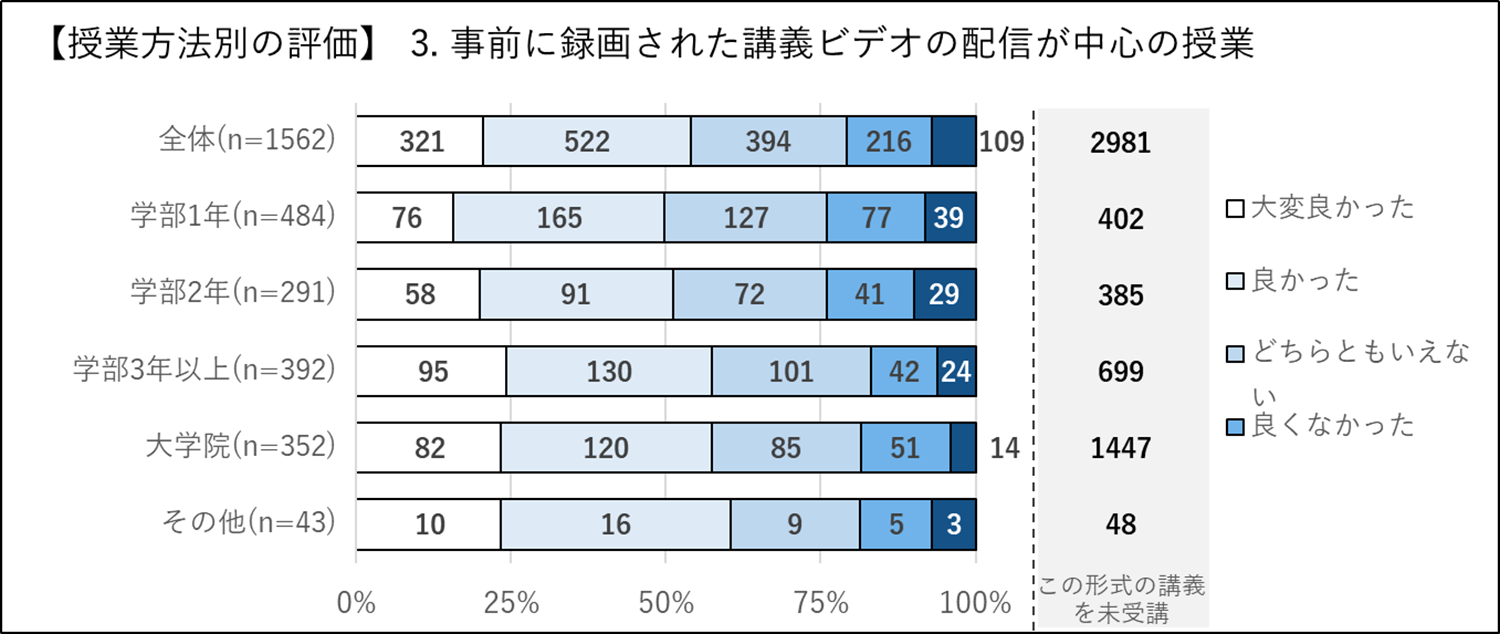 【授業方法別の評価】 3. 事前に録画された講義ビデオの配信が中心の授業
全体(n=1562) 321 522 394 216 109 2981
学部1年(n=484) 76 165 127 77 39 402
学部2年(n=291) 58 91 72 41 29 385
学部3年以上(n=392) 95 130 101 42 24 699
大学院(n=352) 82 120 85 51 14 1447
その他(n=43) 10 16 9 5 3 48
0% 25% 50% 75% 100%
この形式の講義
を未受講
大変良かった
良かった
どちらともいえな
い
良くなかった